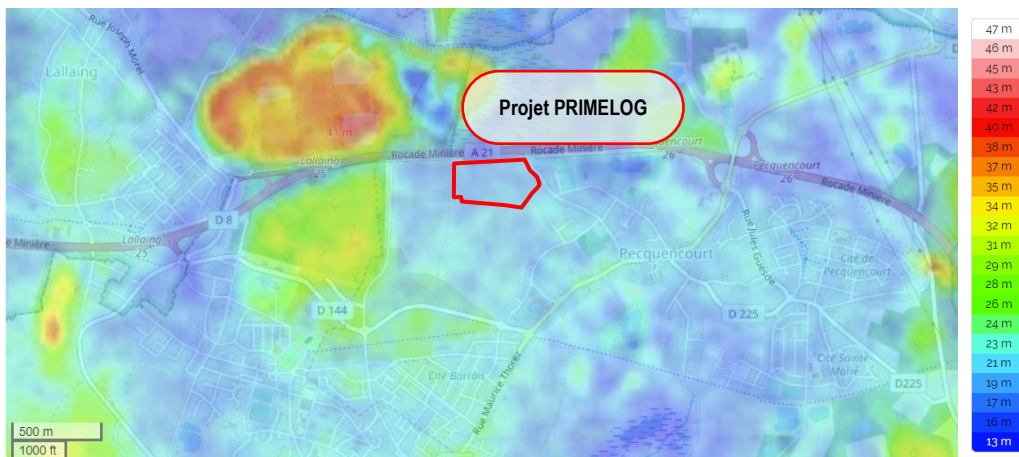 Rue Joseph Morel
Lallaing
Projet PRIMELOG
41 m
Lallaing
25
Rocade Minière
A 21
Rocade Minière
Pecquencourt
26
Pecquencourt
26
Rocade Minière
D 8
Lallaing
25
Minière
Pecquencourt
Rue Jules Guesde
Cité de
Pecquencourt
D 144
D 225
Cité Barrois
Rue Maurice Thorez
Cité Sainte-
Marie
D225
500 m
1000 ft
47 m
46 m
45 m
43 m
42 m
40 m
38 m
37 m
35 m
34 m
32 m
31 m
29 m
28 m
26 m
24 m
23 m
21 m
19 m
17 m
16 m
13 m